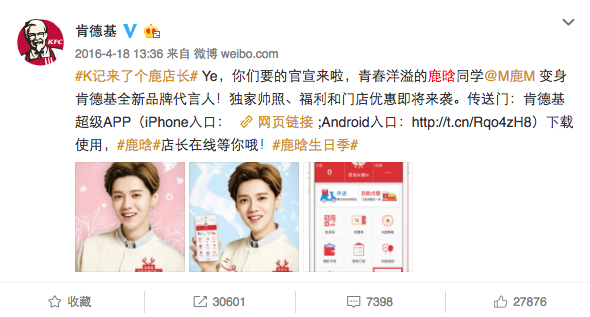 KFC
肯德基
2016-4-18 13:36 来自 微博 weibo.com
#K记来了个鹿店长# Ye，你们要的官宣来啦，青春洋溢的鹿晗同学@M鹿M 变身
肯德基全新品牌代言人！独家帅照、福利和门店优惠即将来袭。传送门：肯德基
超级APP（iPhone入口： 网页链接 ;Android入口：http://t.cn/Rqo4zH8）下载
使用，#鹿晗#店长在线等你哦！#鹿晗生日季#
收藏
30601
7398
27876